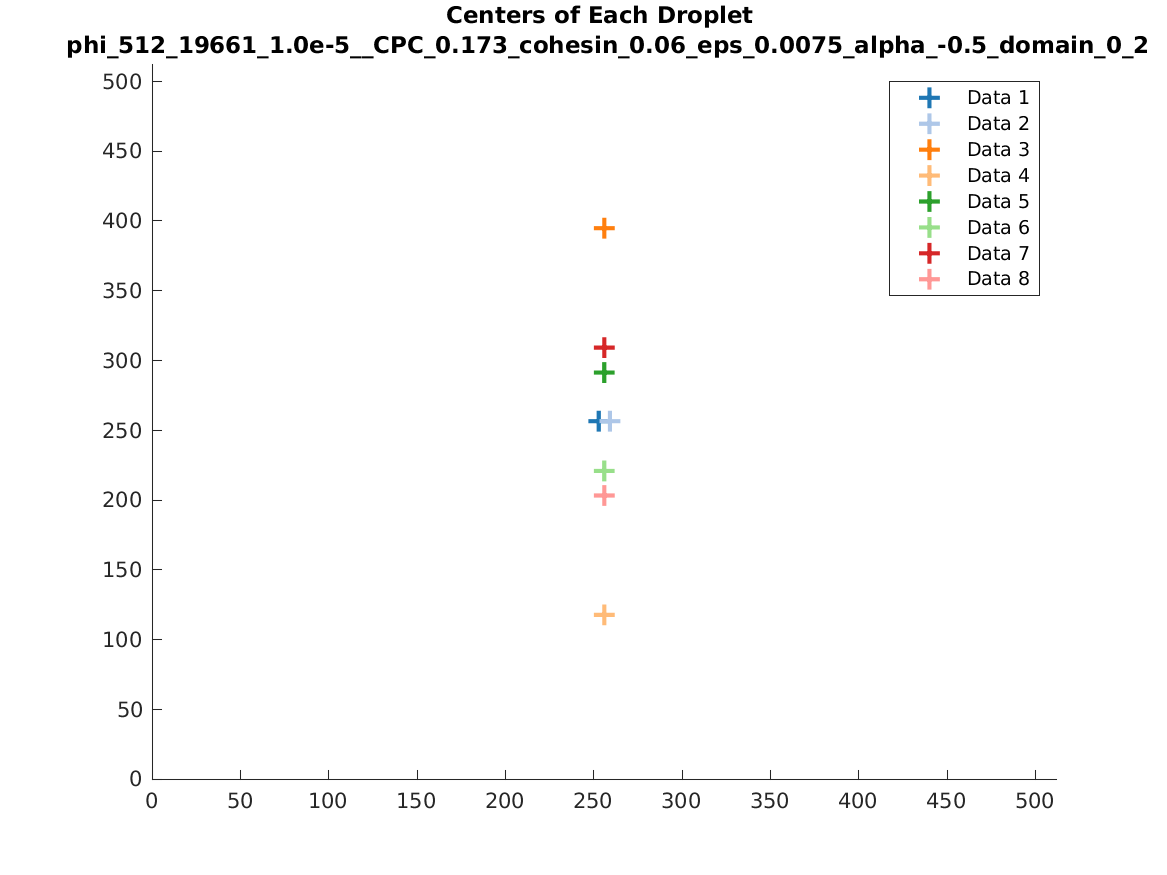 Centers of Each Droplet
phi_512_19661_1.0e-5__CPC_0.173_cohesin_0.06_eps_0.0075_alpha_-0.5_domain_0_2
500
450
400
350
300
250
200
150
100
50
0
0 50 100 150 200 250 300 350 400 450 500
Data 1
Data 2
Data 3
Data 4
Data 5
Data 6
Data 7
Data 8